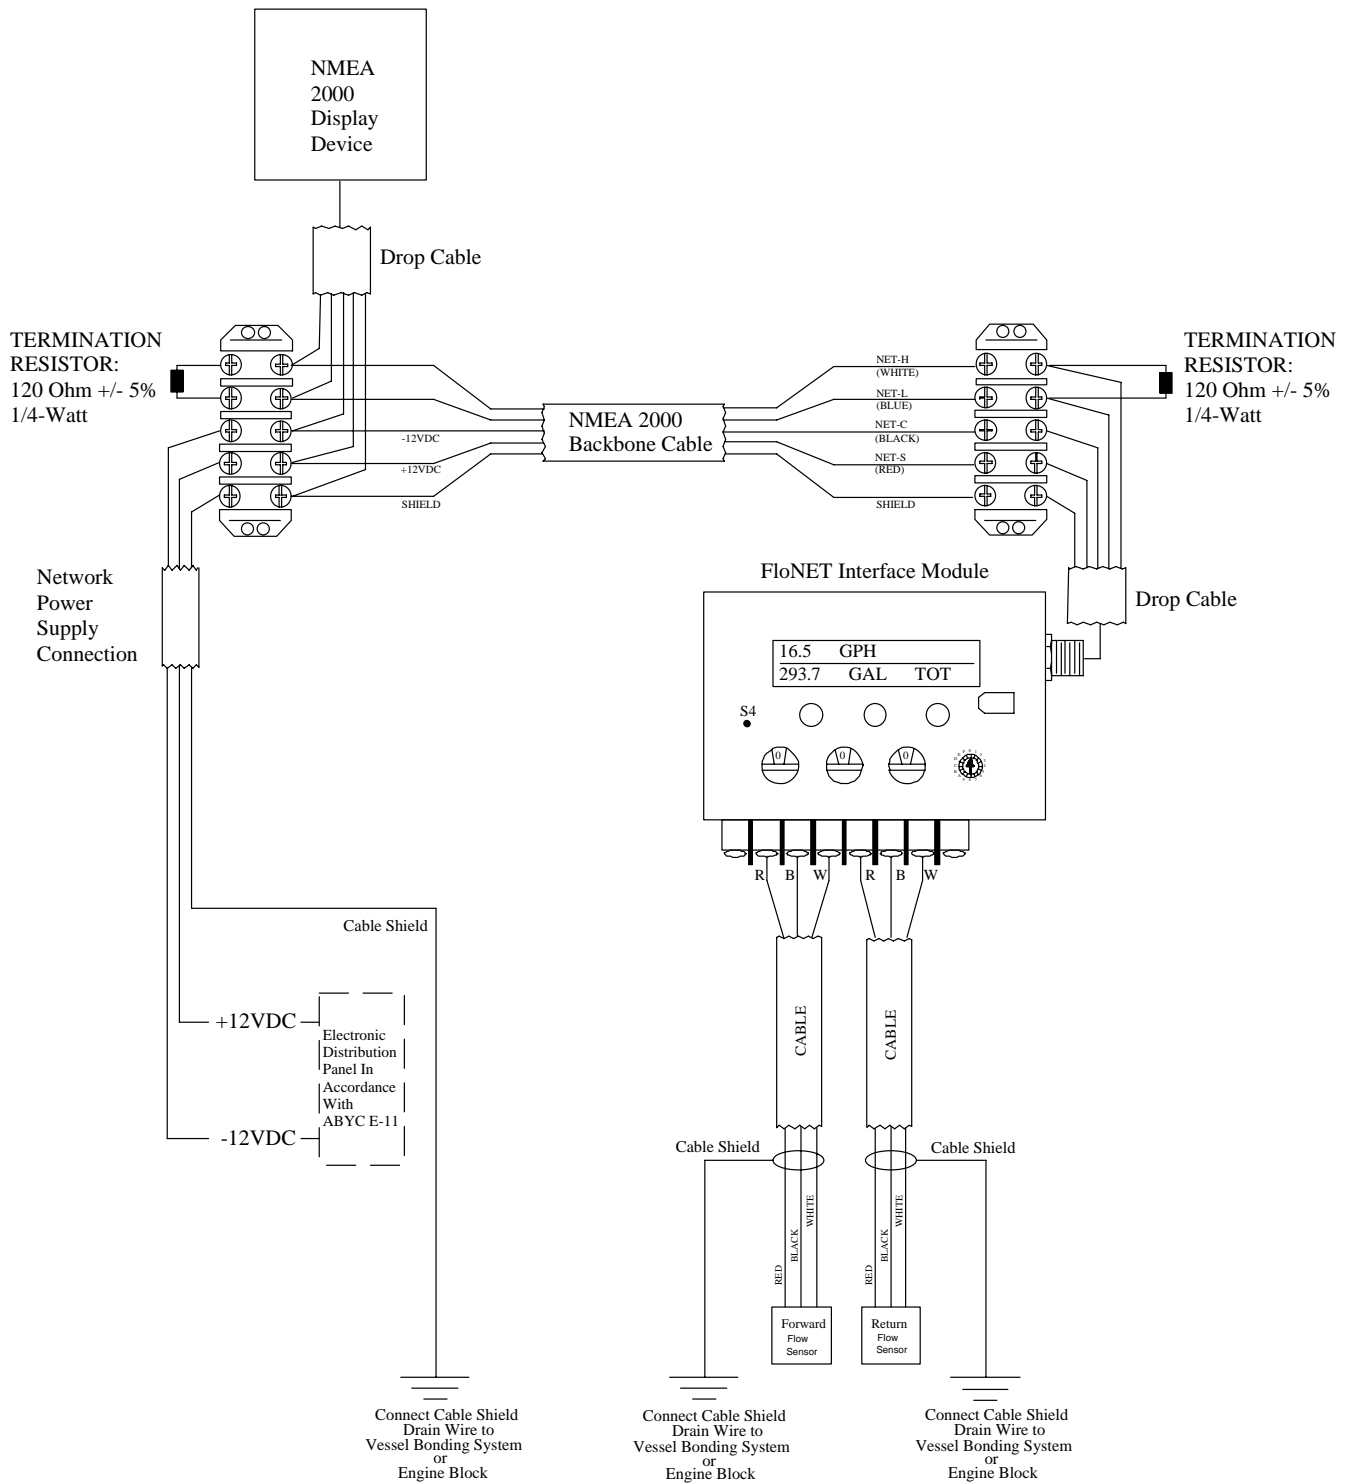 NMEA
2000
Display
Device
Drop Cable
TERMINATION
RESISTOR:
120 Ohm +/- 5%
1/4-Watt
-12VDC
+12VDC
SHIELD
NMEA 2000
Backbone Cable
NET-H
(WHITE)
NET-L
(BLUE)
NET-C
(BLACK)
NET-S
(RED)
SHIELD
TERMINATION
RESISTOR:
120 Ohm +/- 5%
1/4-Watt
Network
Power
Supply
Connection
FloNET Interface Module
Drop Cable
16.5 GPH
293.7 GAL TOT
S4
0 0 0
R B W R B W
Cable Shield
+12VDC
-12VDC
Electronic
Distribution
Panel In
Accordance
With
ABYC E-11
CABLE
CABLE
Cable Shield
Cable Shield
RED
BLACK
WHITE
RED
BLACK
WHITE
Forward
Flow
Sensor
Return
Flow
Sensor
Connect Cable Shield
Drain Wire to
Vessel Bonding System
or
Engine Block
Connect Cable Shield
Drain Wire to
Vessel Bonding System
or
Engine Block
Connect Cable Shield
Drain Wire to
Vessel Bonding System
or
Engine Block